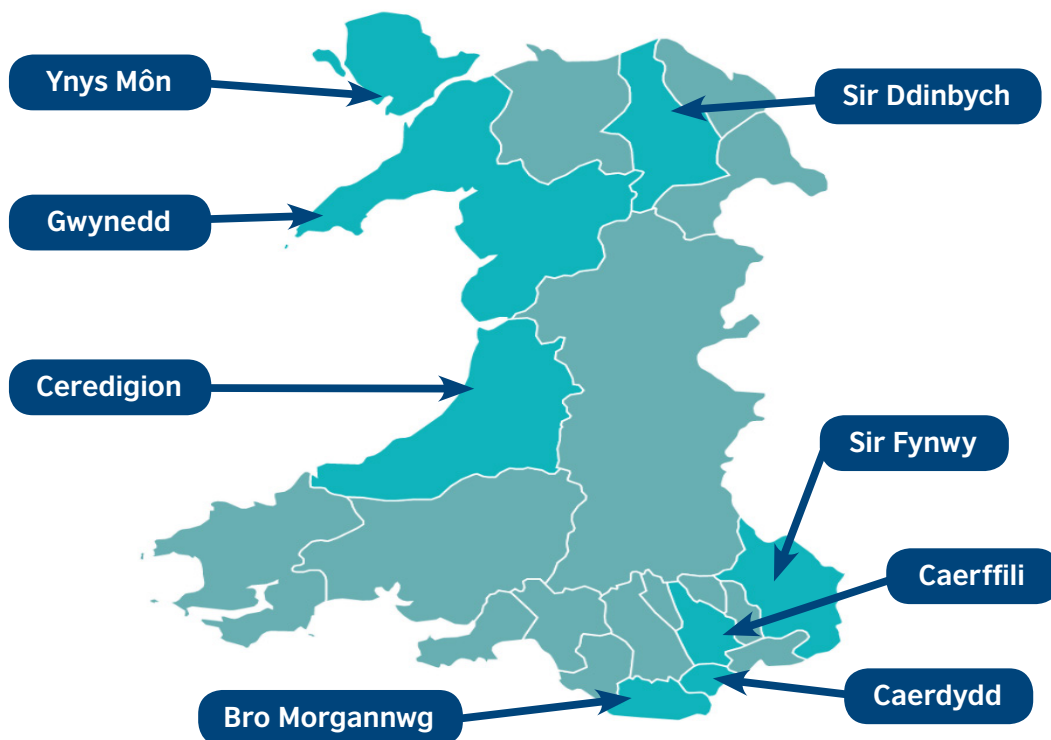 Ynys Môn
Sir Ddinbych
Gwynedd
Ceredigion
Sir Fynwy
Caerffili
Caerdydd
Bro Morgannwg